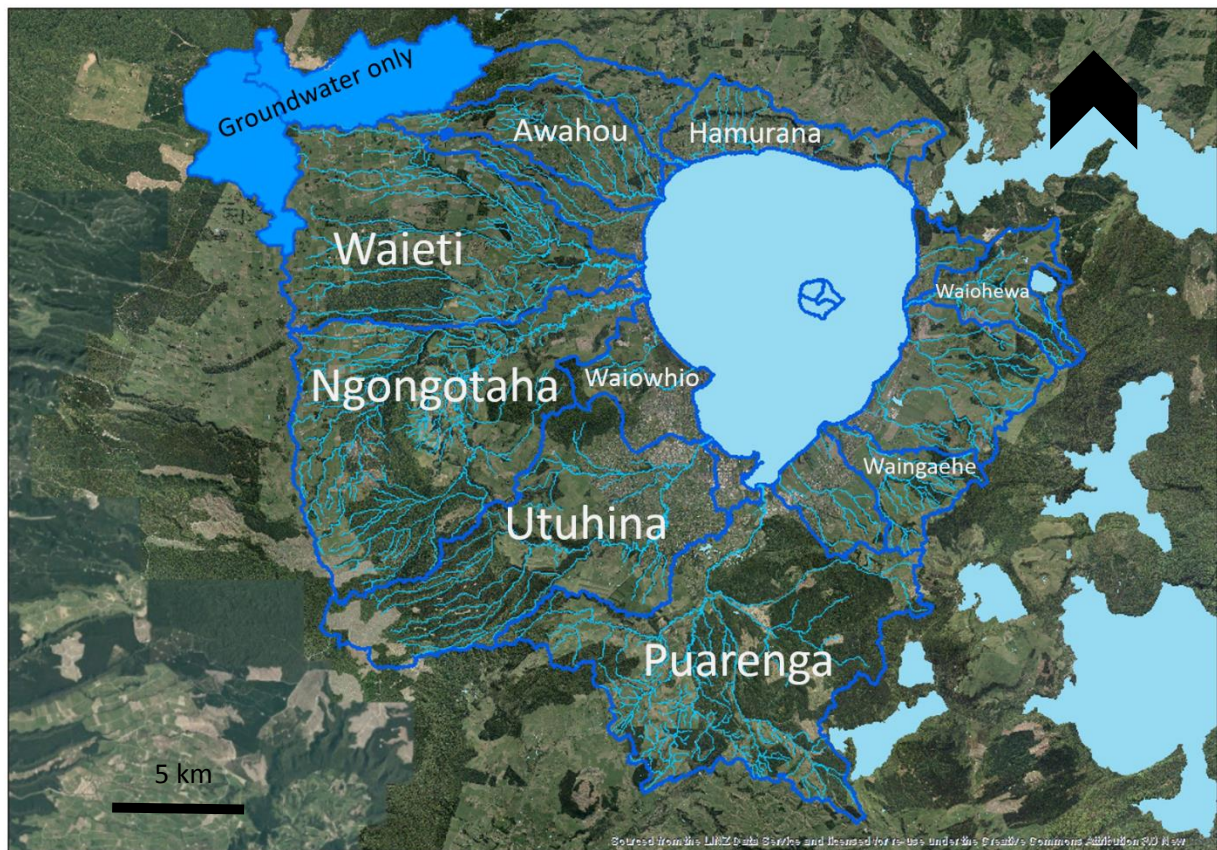 Groundwater only
Awahou
Hamurana
Waieti
Waiohewa
Ngongotaha
Waiowhio
Waingaehe
Utuhina
Puarenga
5 km
Sourced from the LINZ Data Service and licensed for re-use under the Creative Commons Attribution 3.0 New